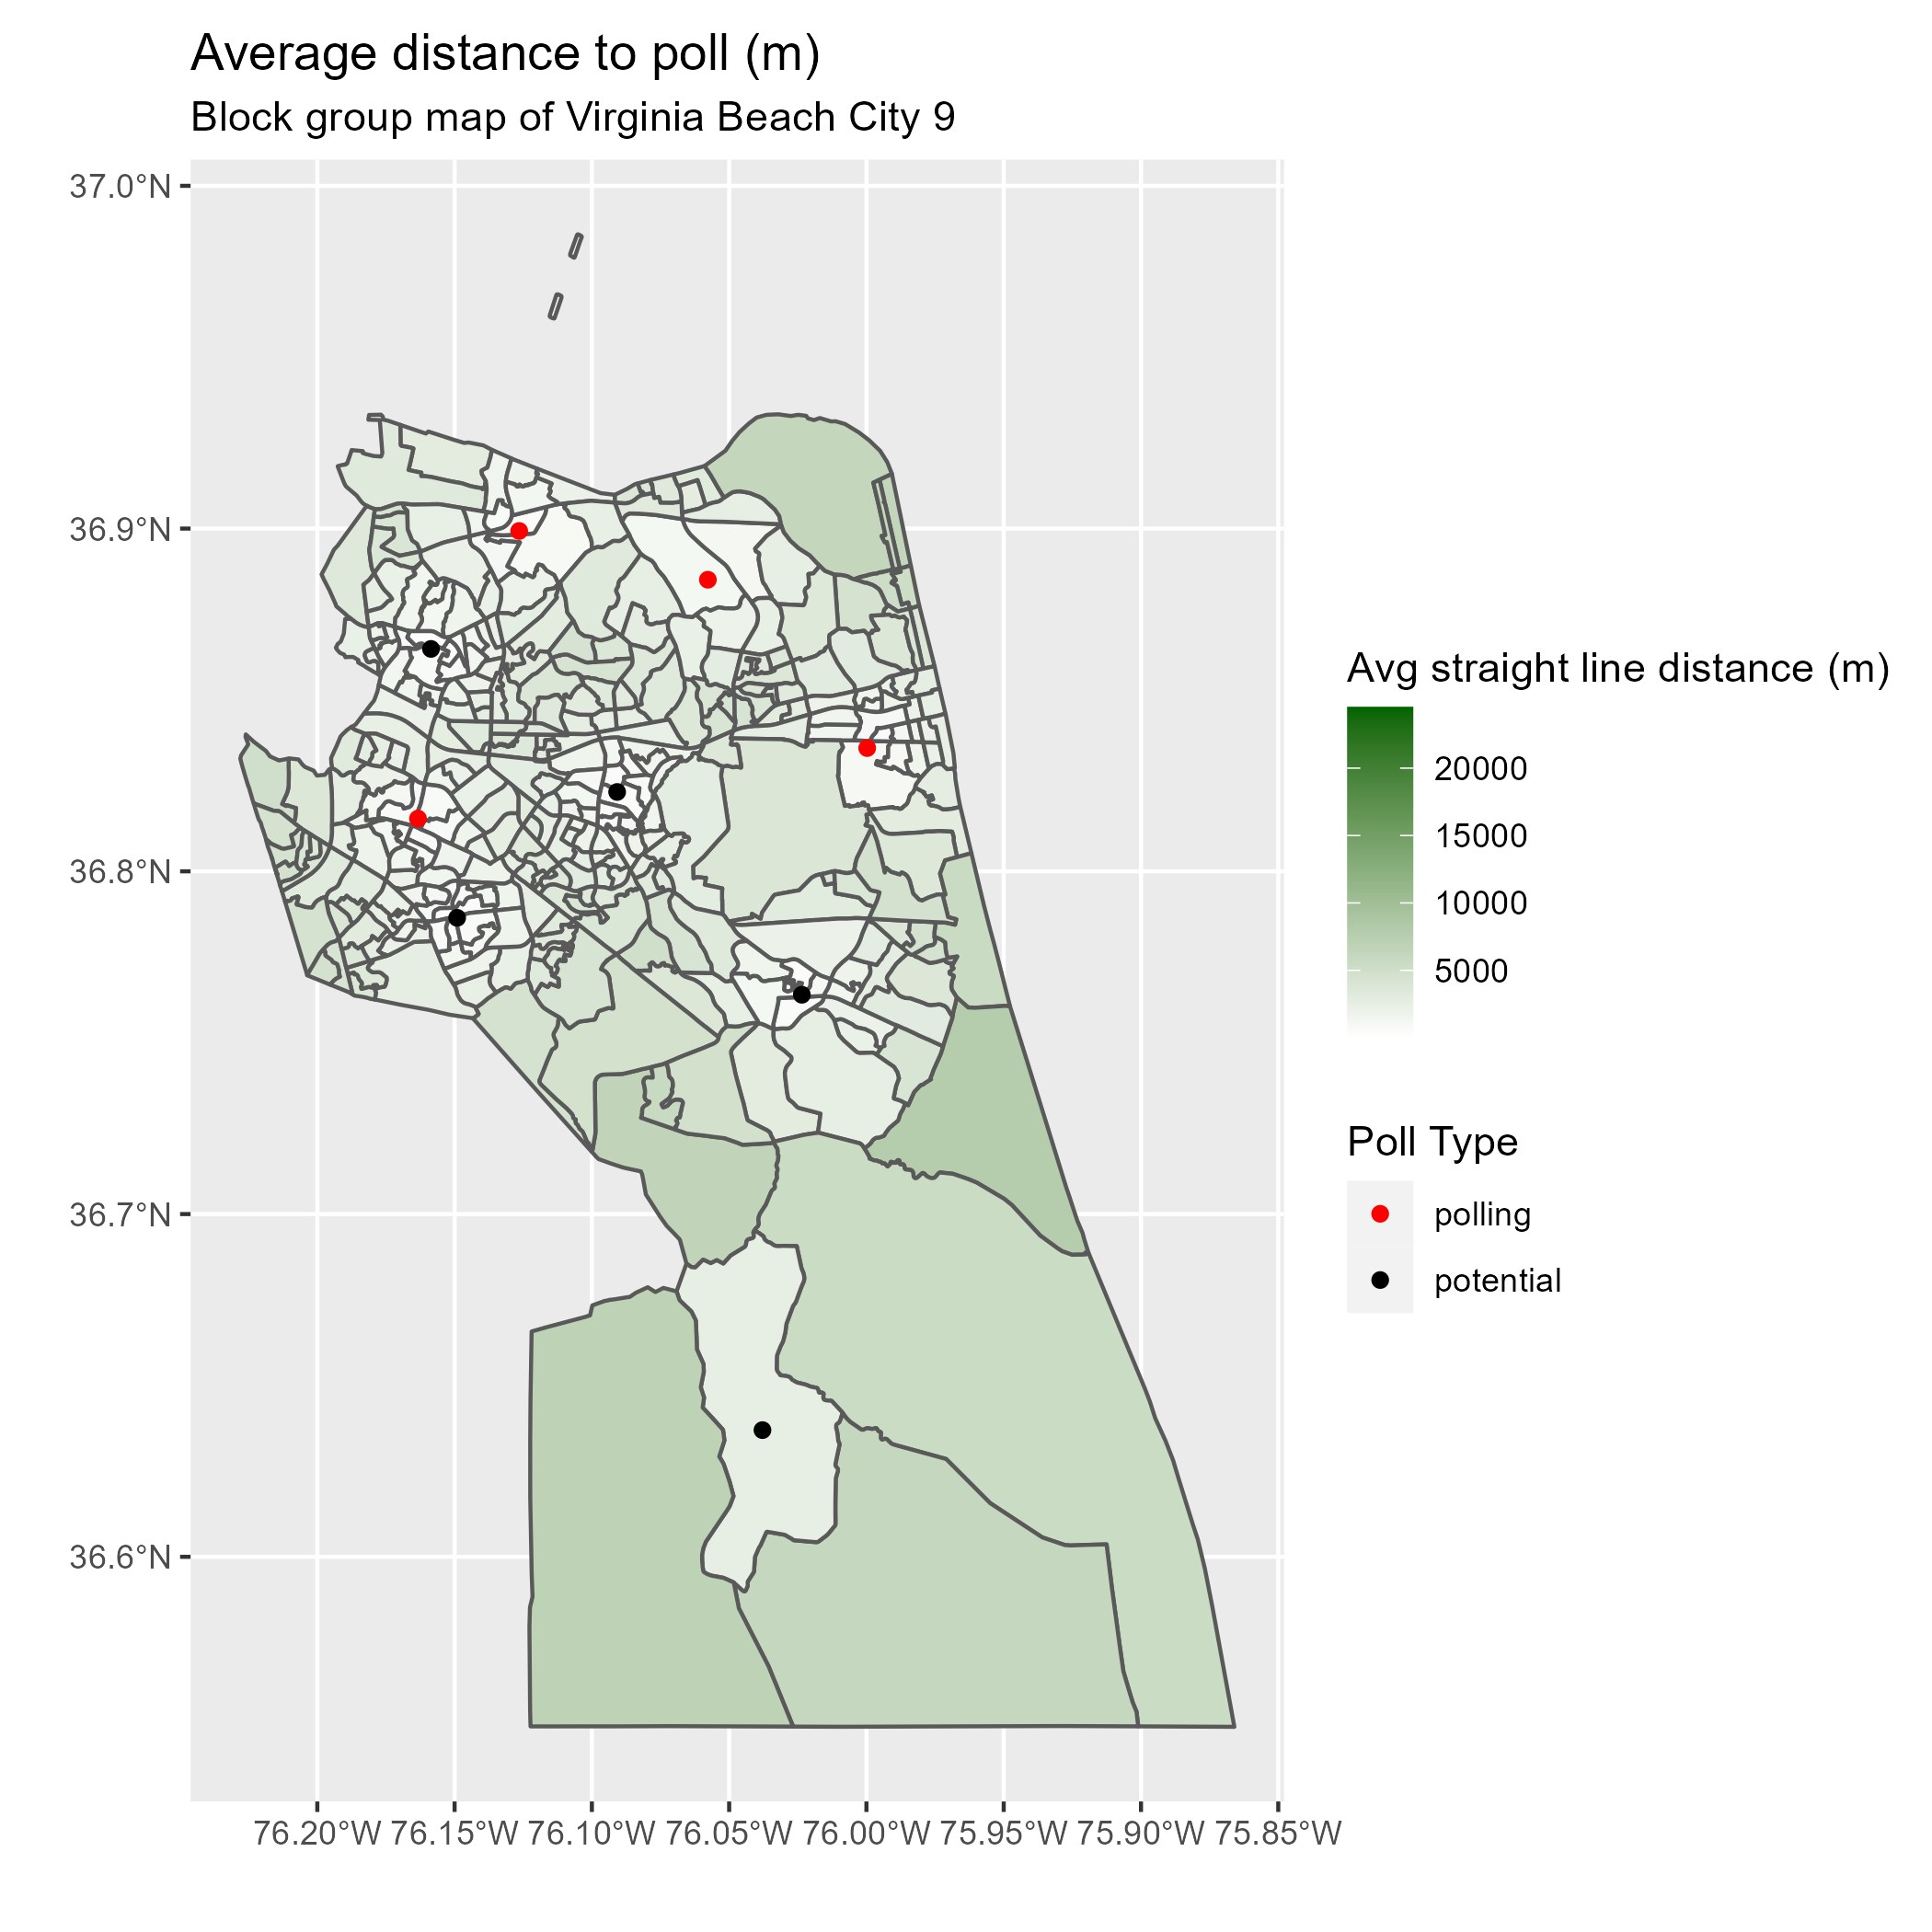 Average distance to poll (m)
Block group map of Virginia Beach City 9
37.0°N
36.9°N
36.8°N
36.7°N
36.6°N
76.20°W 76.15°W 76.10°W 76.05°W 76.00°W 75.95°W 75.90°W 75.85°W
Avg straight line distance (m)
20000
15000
10000
5000
Poll Type
polling
potential